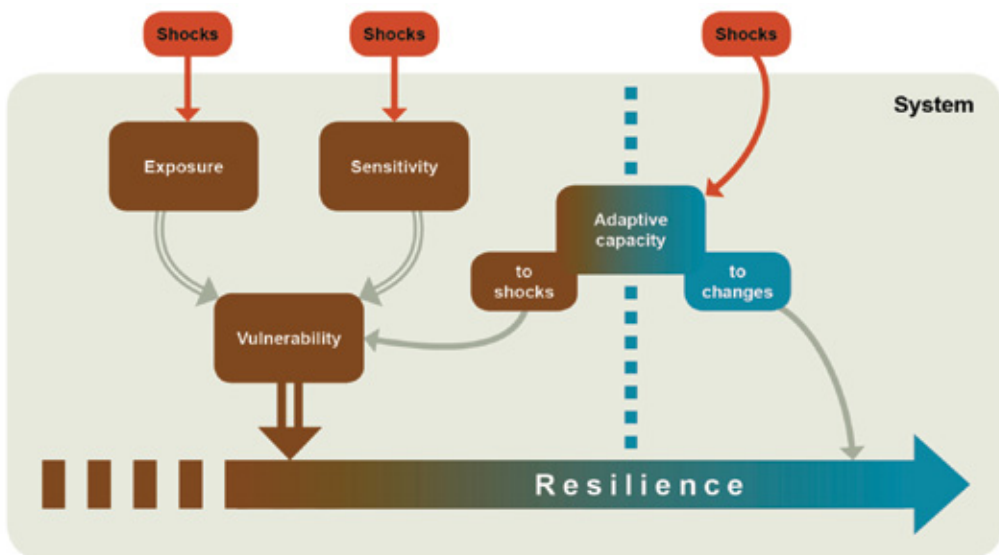 Shocks
Shocks
Shocks
System
Exposure
Sensitivity
Adaptive
capacity
to
shocks
to
changes
Vulnerability
Resilience